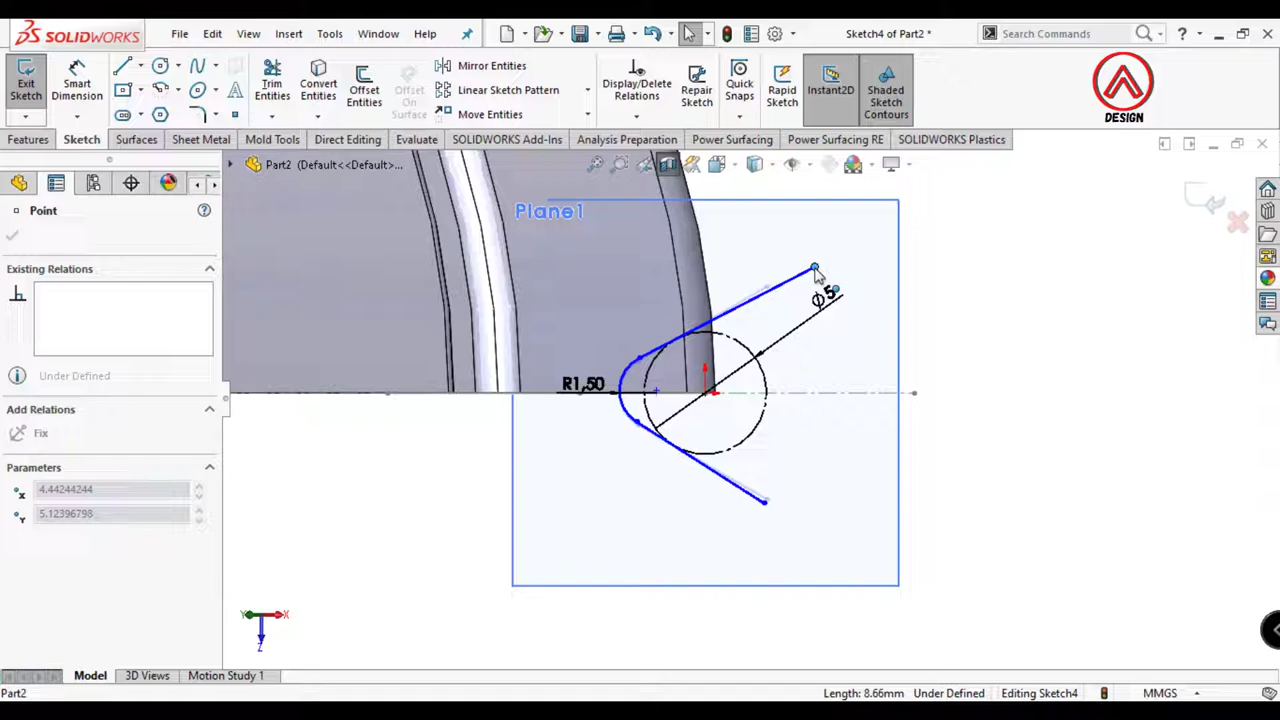 SOLIDWORKS File Edit View Insert Tools Window Help Sketch4 of Part2 * Search Commands ?
Exit Sketch Smart Dimension Trim Entities Convert Entities Offset Entities Offset On Surface Mirror Entities Linear Sketch Pattern Move Entities Display/Delete Relations Repair Sketch Quick Snaps Rapid Sketch Instant2D Shaded Sketch Contours
DESIGN
Features Sketch Surfaces Sheet Metal Mold Tools Direct Editing Evaluate SOLIDWORKS Add-Ins Analysis Preparation Power Surfacing Power Surfacing RE SOLIDWORKS Plastics
Part2 (Default<<Default>...
Point
Plane1
Existing Relations
Under Defined
Add Relations
Fix
Parameters
4.44244244
5.12396798
Ø5
R1,50
Y X
Z
Model 3D Views Motion Study 1
Part2 Length: 8.66mm Under Defined Editing Sketch4 MMGS